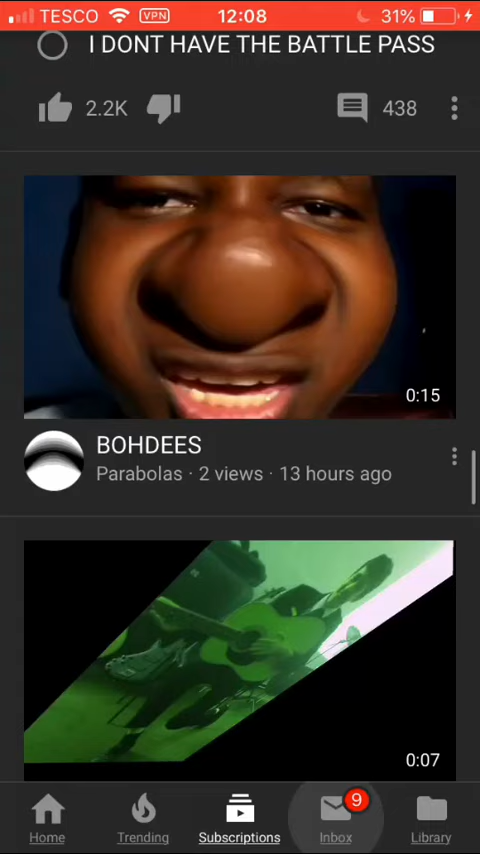 TESCO VPN 12:08 31%
I DONT HAVE THE BATTLE PASS
2.2K 438
0:15
BOHDEES
Parabolas · 2 views · 13 hours ago
0:07
9
Home Trending Subscriptions Inbox Library